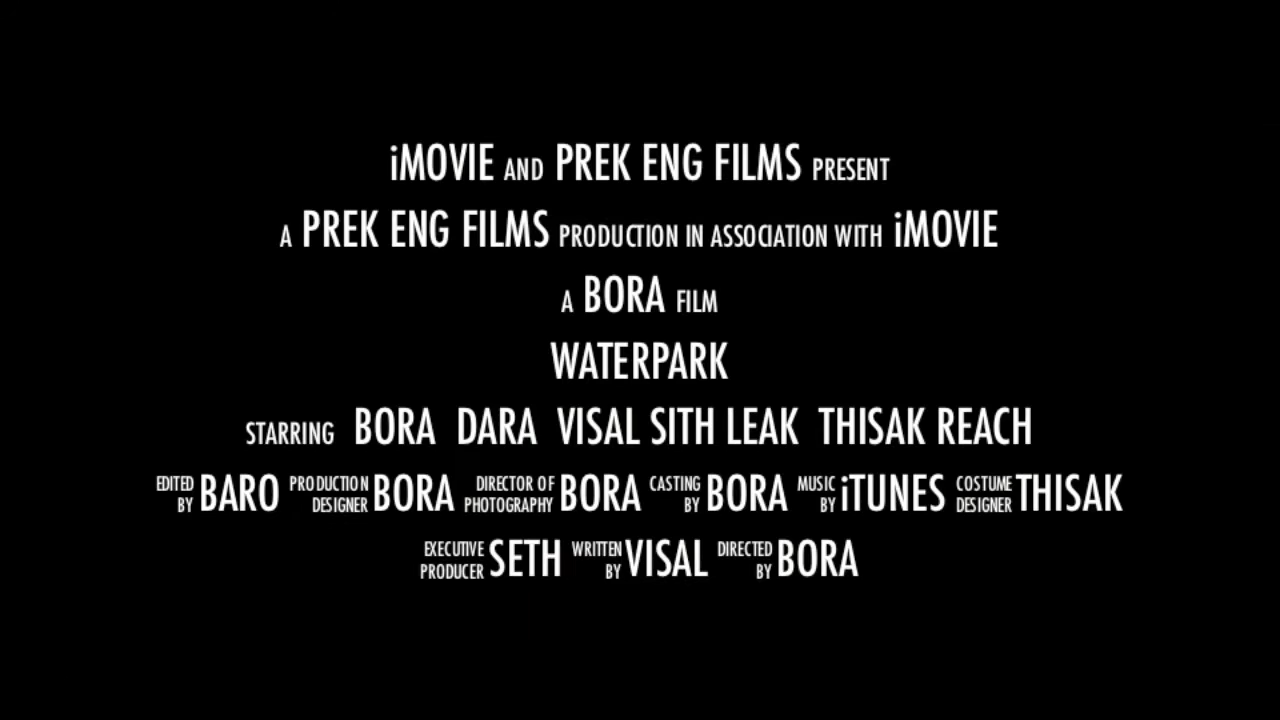 iMOVIE AND PREK ENG FILMS PRESENT
A PREK ENG FILMS PRODUCTION IN ASSOCIATION WITH iMOVIE
A BORA FILM
WATERPARK
STARRING BORA DARA VISAL SITH LEAK THISAK REACH
EDITED BY BARO PRODUCTION DESIGNER BORA DIRECTOR OF PHOTOGRAPHY BORA CASTING BY BORA MUSIC BY iTUNES COSTUME DESIGNER THISAK
EXECUTIVE PRODUCER SETH WRITTEN BY VISAL DIRECTED BY BORA